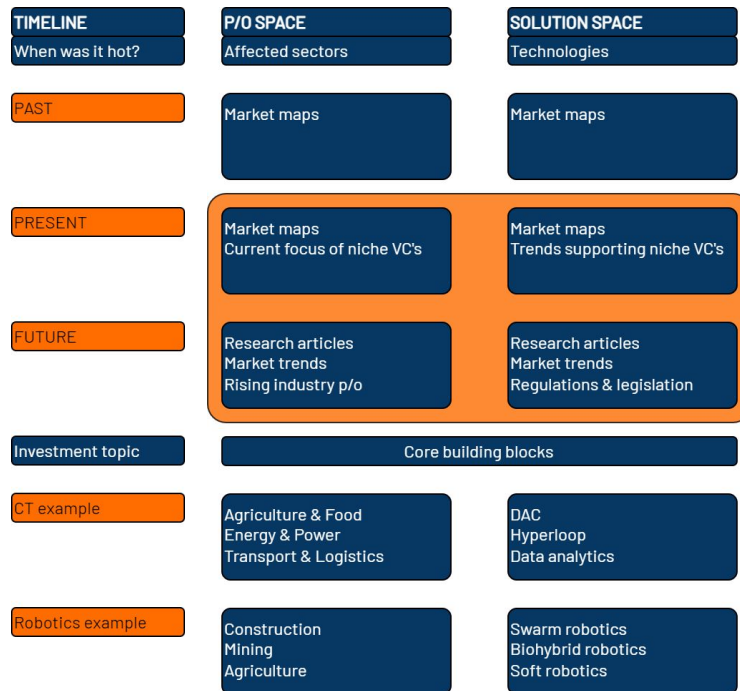 TIMELINE
P/O SPACE
SOLUTION SPACE
When was it hot?
Affected sectors
Technologies
PAST
Market maps
Market maps
PRESENT
Market maps
Current focus of niche VC's
Market maps
Trends supporting niche VC's
FUTURE
Research articles
Market trends
Rising industry p/o
Research articles
Market trends
Regulations & legislation
Investment topic
Core building blocks
CT example
Agriculture & Food
Energy & Power
Transport & Logistics
DAC
Hyperloop
Data analytics
Robotics example
Construction
Mining
Agriculture
Swarm robotics
Biohybrid robotics
Soft robotics